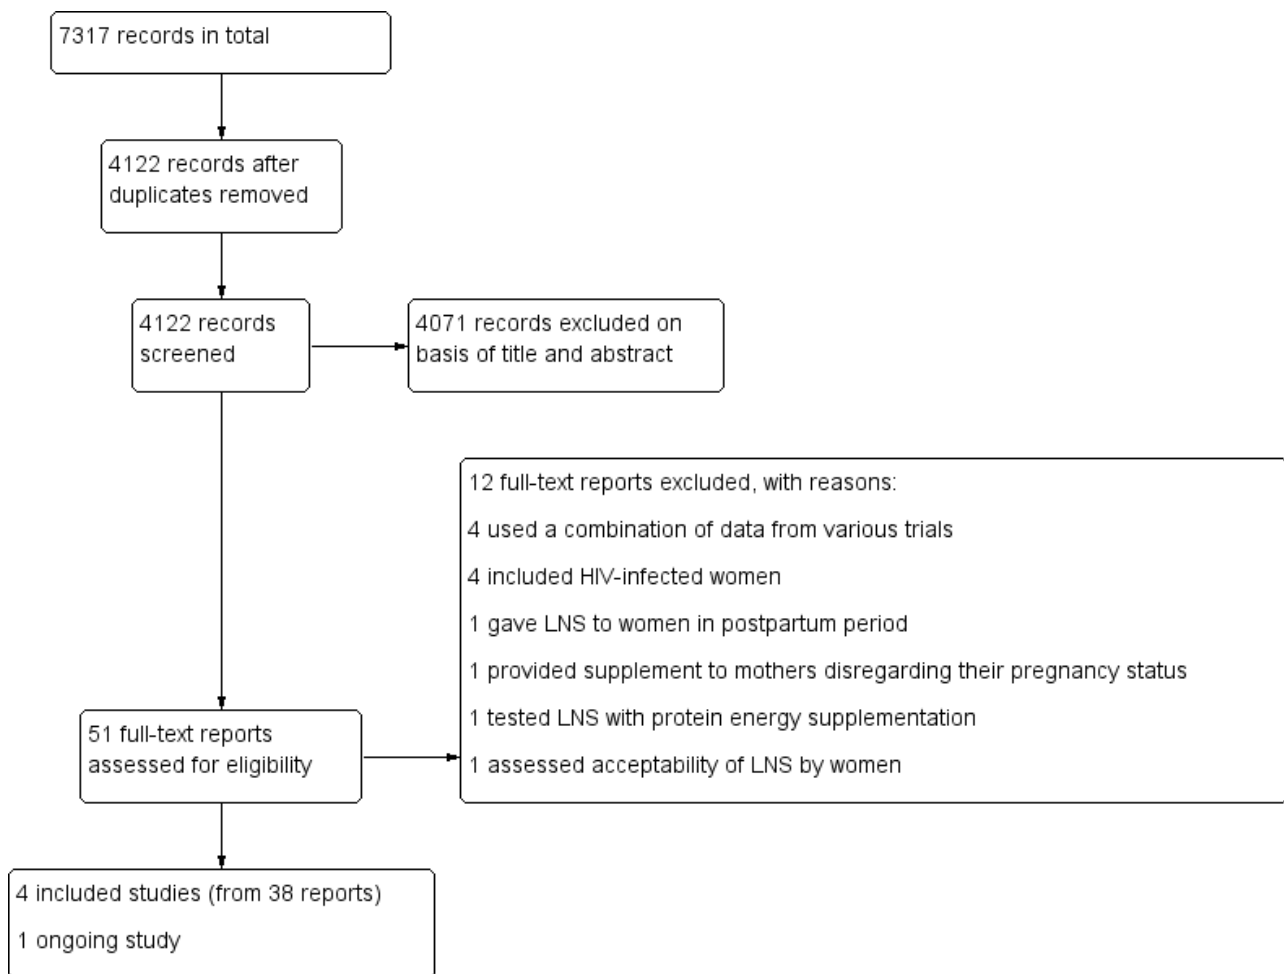 7317 records in total
4122 records after
duplicates removed
4122 records
screened
4071 records excluded on
basis of title and abstract
12 full-text reports excluded, with reasons:
4 used a combination of data from various trials
4 included HIV-infected women
1 gave LNS to women in postpartum period
1 provided supplement to mothers disregarding their pregnancy status
1 tested LNS with protein energy supplementation
1 assessed acceptability of LNS by women
51 full-text reports
assessed for eligibility
4 included studies (from 38 reports)
1 ongoing study